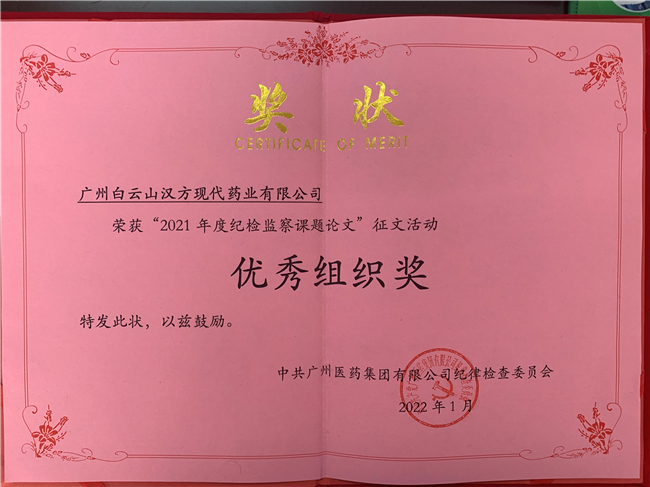 奖 状
CERTIFICATE OF MERIT
广州白云山汉方现代药业有限公司
荣获“2021年度纪检监察课题论文”征文活动
优秀组织奖
特发此状，以兹鼓励。
中共广州医药集团有限公司纪律检查委员会
2022年1月